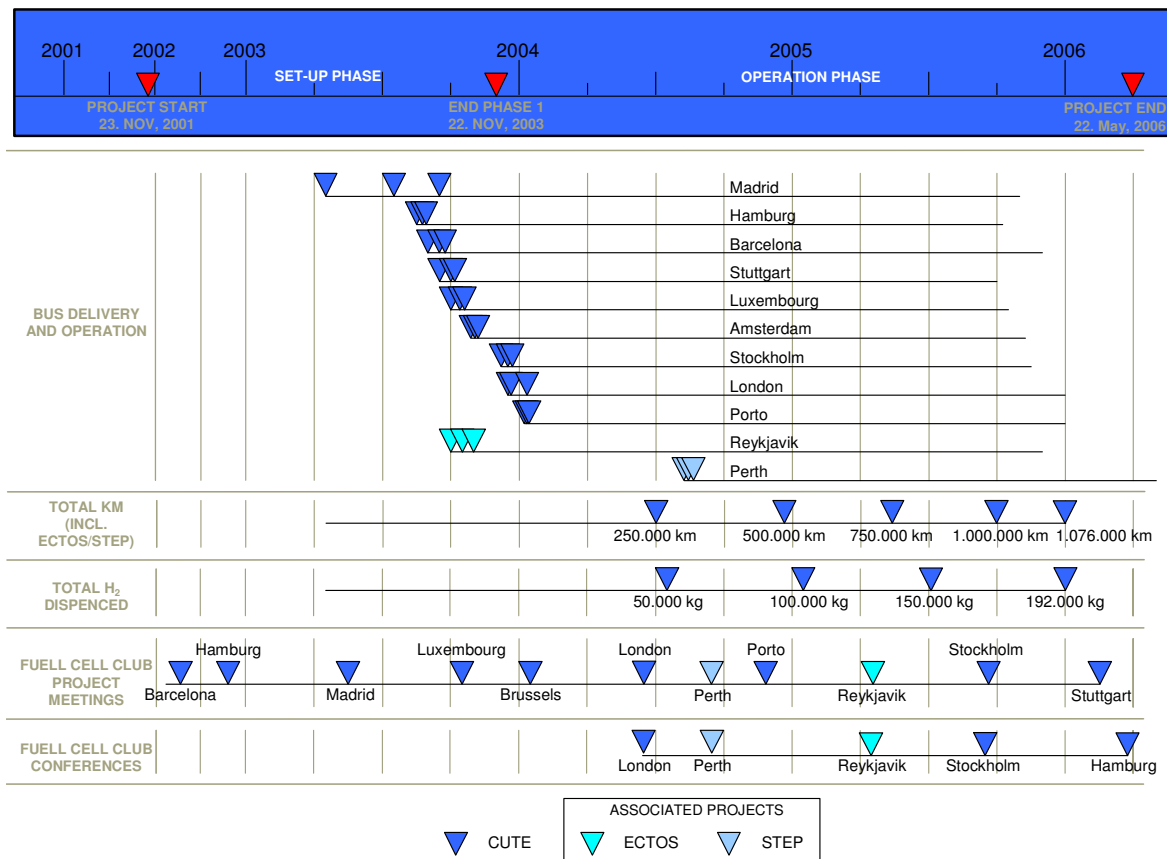 2001 2002 2003 2004 2005 2006
SET-UP PHASE OPERATION PHASE
PROJECT START END PHASE 1 PROJECT END
23. NOV, 2001 22. NOV, 2003 22. May, 2006
BUS DELIVERY
AND OPERATION
Madrid
Hamburg
Barcelona
Stuttgart
Luxembourg
Amsterdam
Stockholm
London
Porto
Reykjavik
Perth
TOTAL KM
(INCL.
ECTOS/STEP)
250.000 km 500.000 km 750.000 km 1.000.000 km 1.076.000 km
TOTAL H₂
DISPENCED
50.000 kg 100.000 kg 150.000 kg 192.000 kg
FUELL CELL CLUB
PROJECT
MEETINGS
Hamburg Luxembourg London Porto Stockholm
Barcelona Madrid Brussels Perth Reykjavik Stuttgart
FUELL CELL CLUB
CONFERENCES
London Perth Reykjavik Stockholm Hamburg
ASSOCIATED PROJECTS
CUTE ECTOS STEP